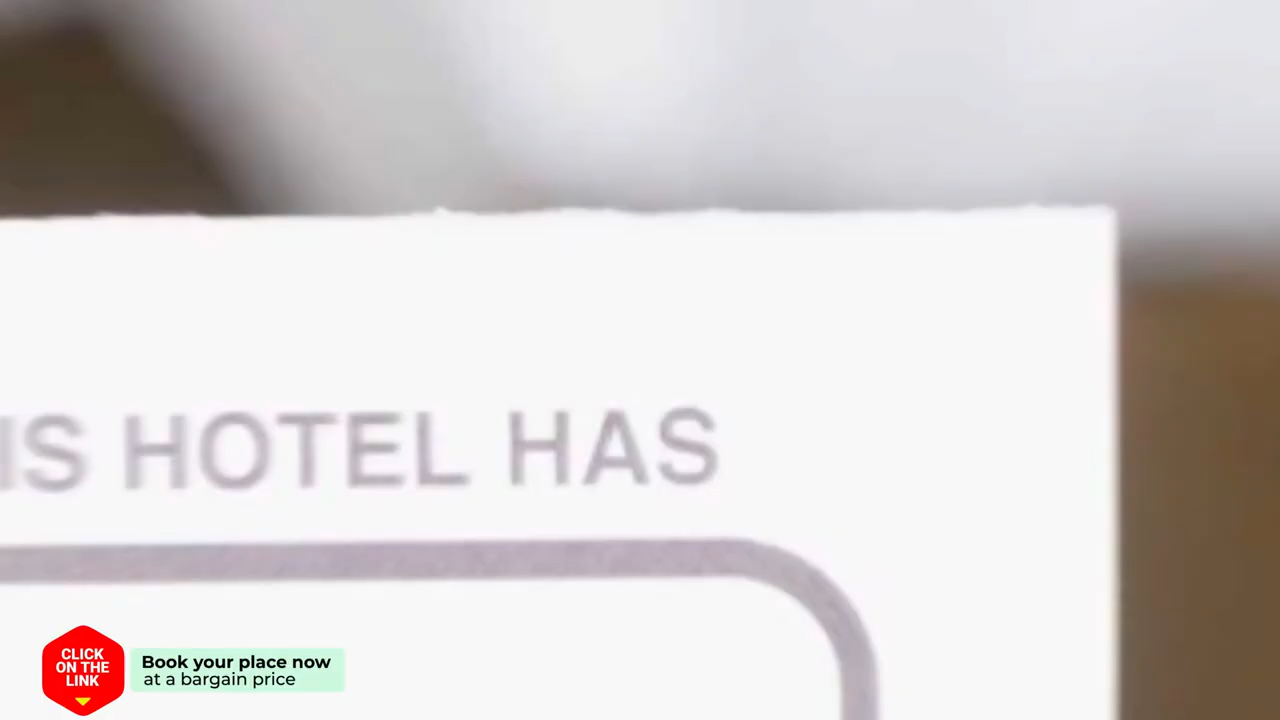 IS HOTEL HAS
CLICK
ON THE
LINK
Book your place now
at a bargain price